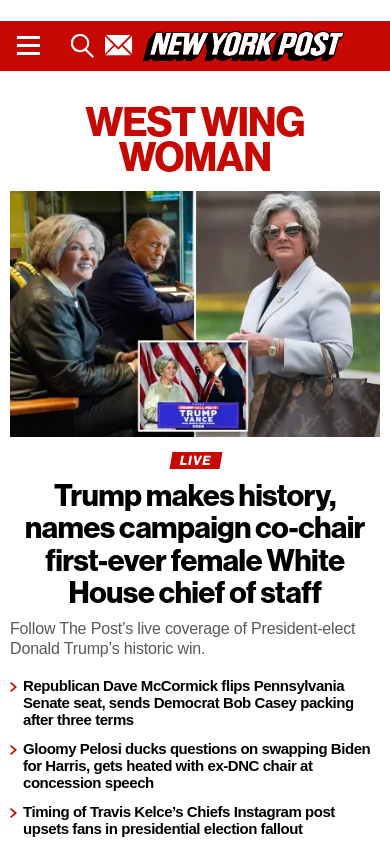 NEW YORK POST
WEST WING
WOMAN
TRUMP
VANCE
LIVE
Trump makes history,
names campaign co-chair
first-ever female White
House chief of staff
Follow The Post’s live coverage of President-elect
Donald Trump’s historic win.
Republican Dave McCormick flips Pennsylvania
Senate seat, sends Democrat Bob Casey packing
after three terms
Gloomy Pelosi ducks questions on swapping Biden
for Harris, gets heated with ex-DNC chair at
concession speech
Timing of Travis Kelce’s Chiefs Instagram post
upsets fans in presidential election fallout